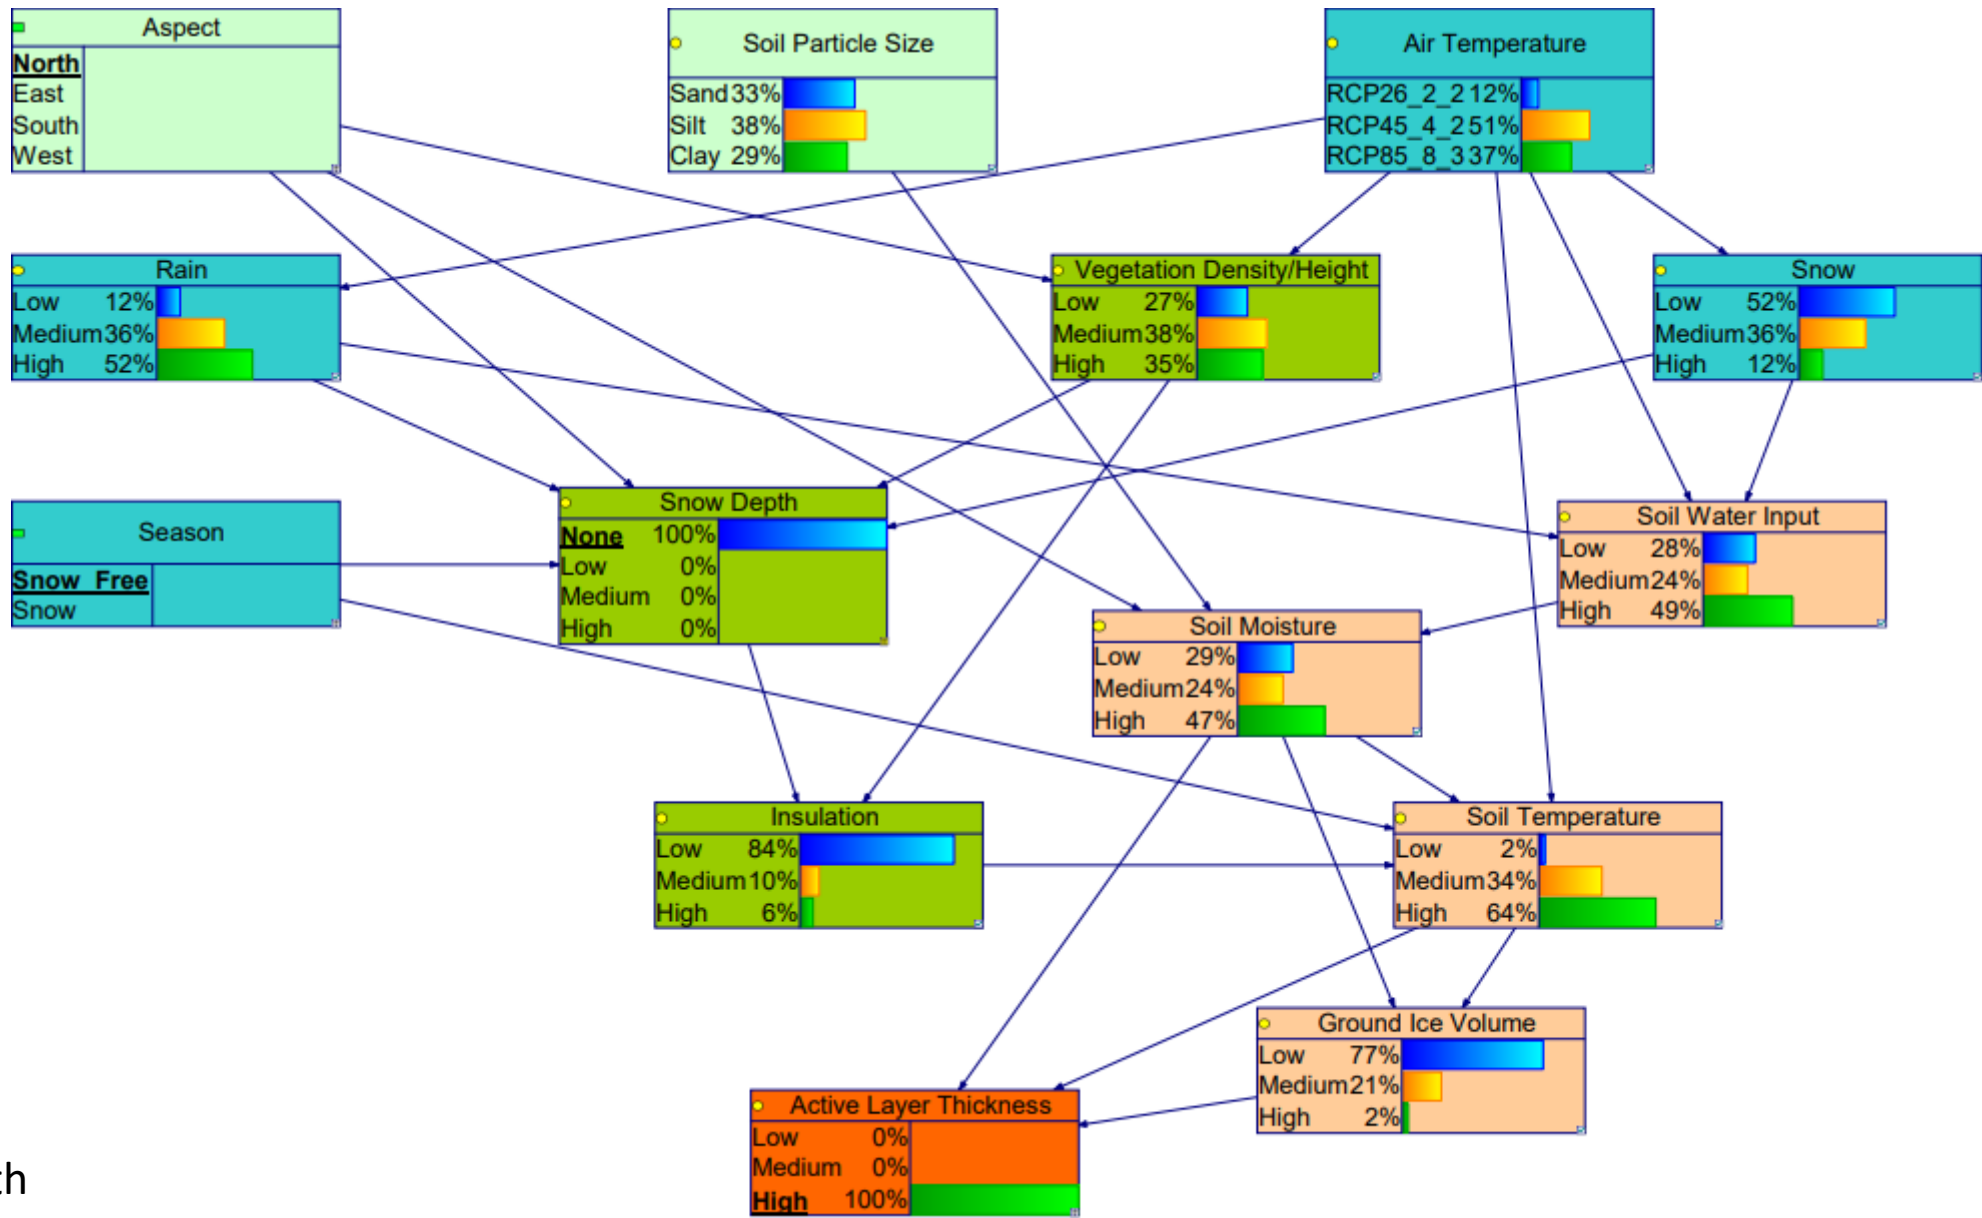 Aspect
North
East
South
West
Soil Particle Size
Sand 33%
Silt 38%
Clay 29%
Air Temperature
RCP26_2_2 12%
RCP45_4_2 51%
RCP85_8_3 37%
Rain
Low 12%
Medium 36%
High 52%
Vegetation Density/Height
Low 27%
Medium 38%
High 35%
Snow
Low 52%
Medium 36%
High 12%
Season
Snow_Free
Snow
Snow Depth
None 100%
Low 0%
Medium 0%
High 0%
Soil Water Input
Low 28%
Medium 24%
High 49%
Soil Moisture
Low 29%
Medium 24%
High 47%
Insulation
Low 84%
Medium 10%
High 6%
Soil Temperature
Low 2%
Medium 34%
High 64%
Ground Ice Volume
Low 77%
Medium 21%
High 2%
Active Layer Thickness
Low 0%
Medium 0%
High 100%